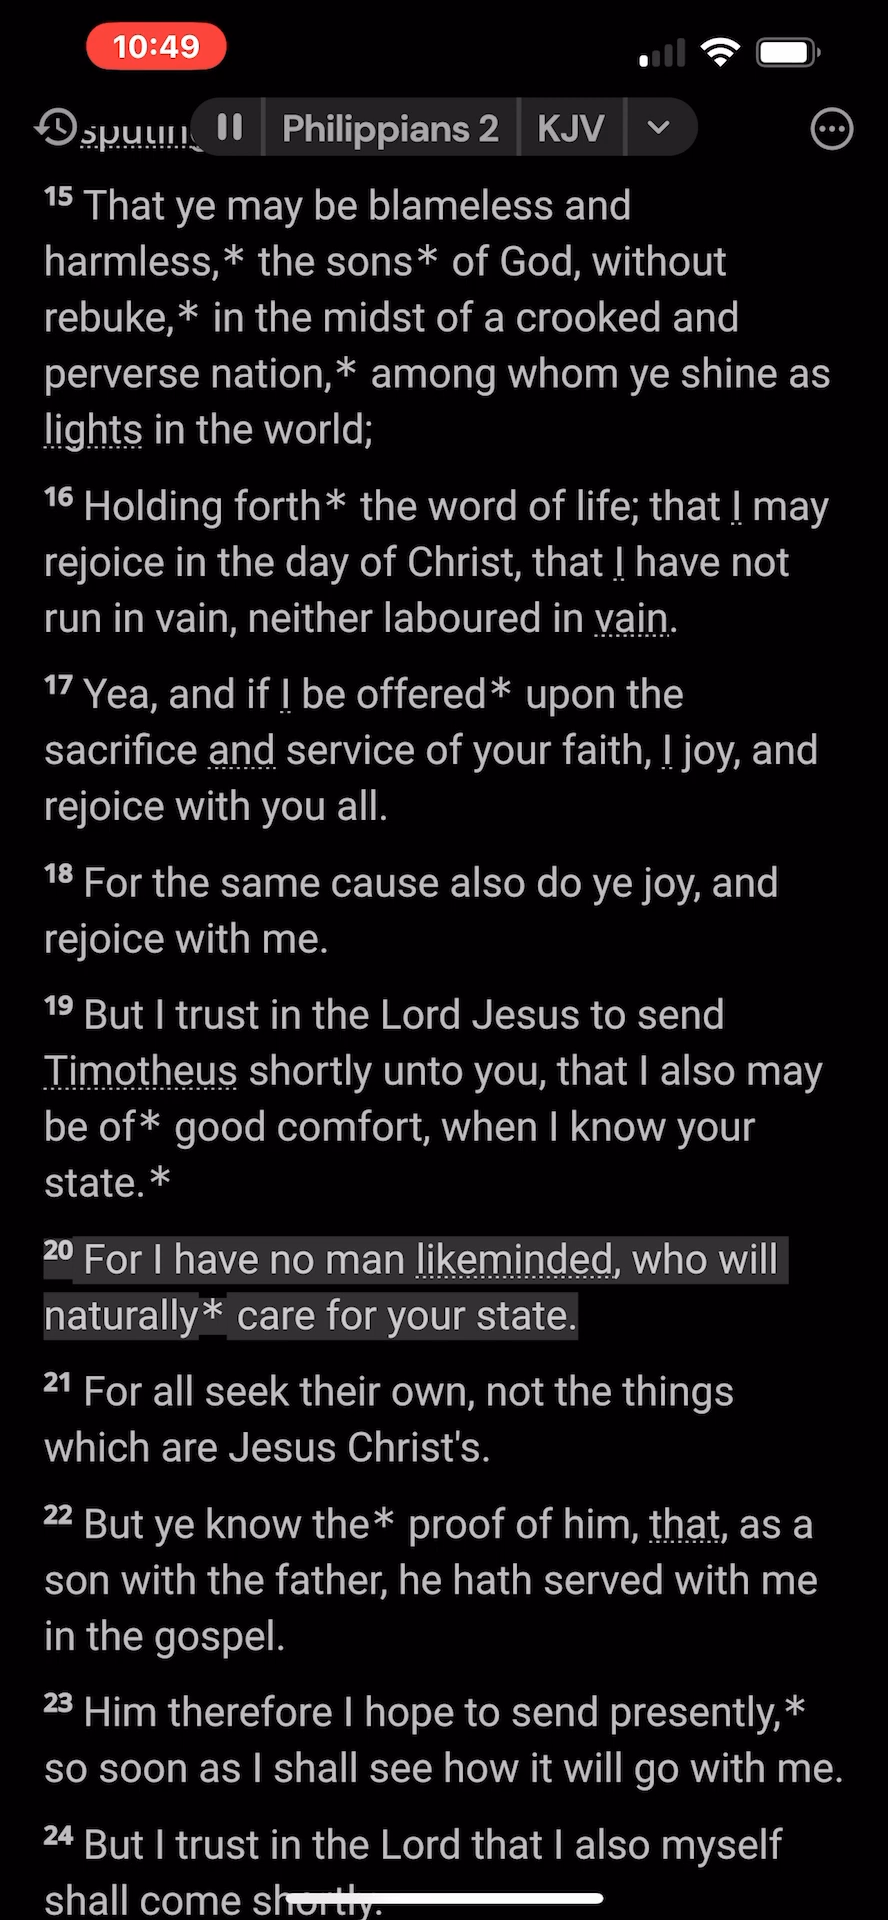 10:49
sputing
Philippians 2 KJV
15 That ye may be blameless and
harmless,* the sons* of God, without
rebuke,* in the midst of a crooked and
perverse nation,* among whom ye shine as
lights in the world;
16 Holding forth* the word of life; that I may
rejoice in the day of Christ, that I have not
run in vain, neither laboured in vain.
17 Yea, and if I be offered* upon the
sacrifice and service of your faith, I joy, and
rejoice with you all.
18 For the same cause also do ye joy, and
rejoice with me.
19 But I trust in the Lord Jesus to send
Timotheus shortly unto you, that I also may
be of* good comfort, when I know your
state.*
20 For I have no man likeminded, who will
naturally* care for your state.
21 For all seek their own, not the things
which are Jesus Christ's.
22 But ye know the* proof of him, that, as a
son with the father, he hath served with me
in the gospel.
23 Him therefore I hope to send presently,*
so soon as I shall see how it will go with me.
24 But I trust in the Lord that I also myself
shall come shortly.